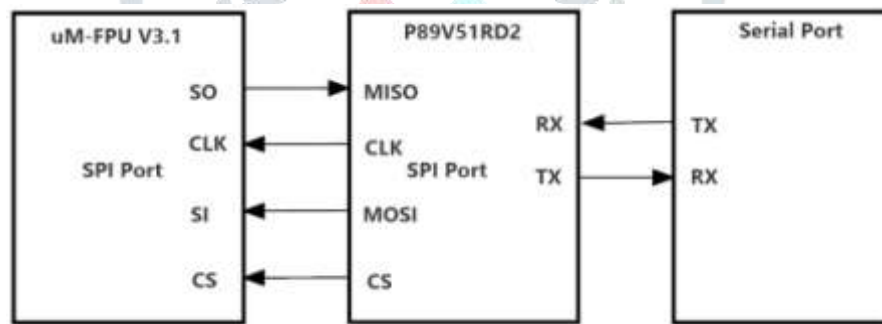 uM-FPU V3.1
SO
CLK
SPI Port
SI
CS
P89V51RD2
MISO
RX
CLK
SPI Port
TX
MOSI
CS
Serial Port
TX
RX